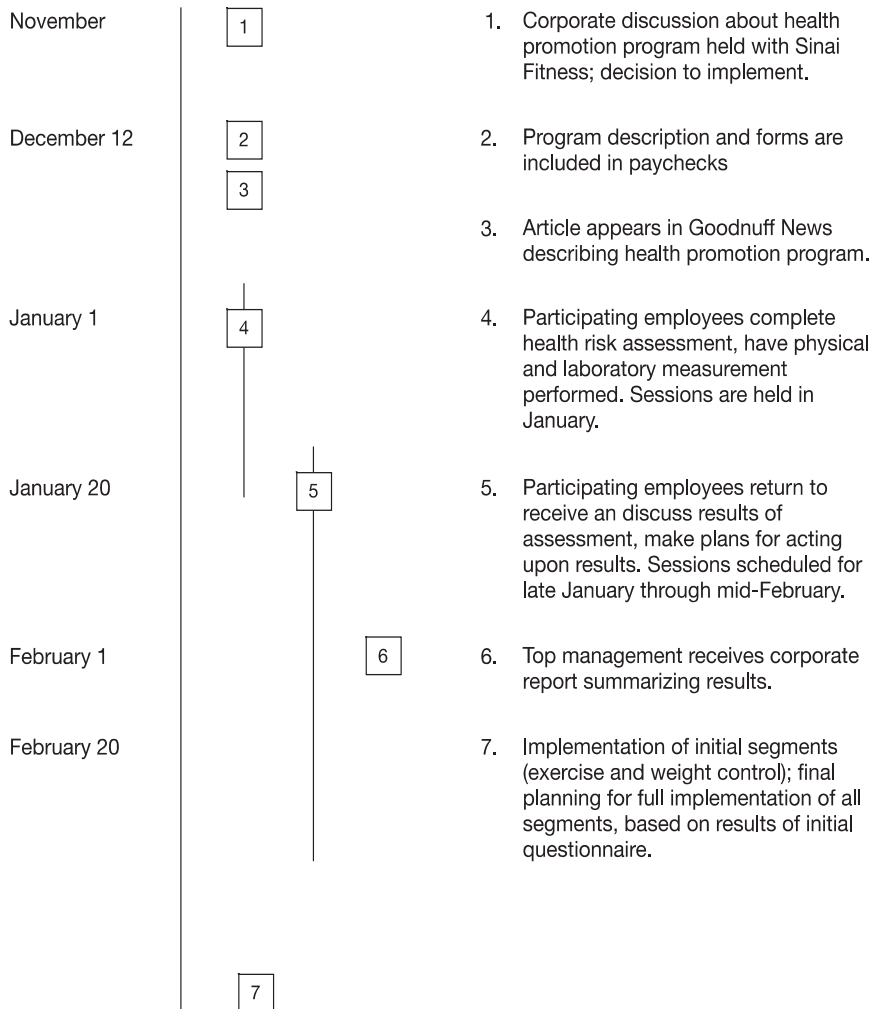 November
1
1. Corporate discussion about health
promotion program held with Sinai
Fitness; decision to implement.
December 12
2
2. Program description and forms are
included in paychecks
3
3. Article appears in Goodnuff News
describing health promotion program.
January 1
4
4. Participating employees complete
health risk assessment, have physical
and laboratory measurement
performed. Sessions are held in
January.
January 20
5
5. Participating employees return to
receive an discuss results of
assessment, make plans for acting
upon results. Sessions scheduled for
late January through mid-February.
February 1
6
6. Top management receives corporate
report summarizing results.
February 20
7. Implementation of initial segments
(exercise and weight control); final
planning for full implementation of all
segments, based on results of initial
questionnaire.
7